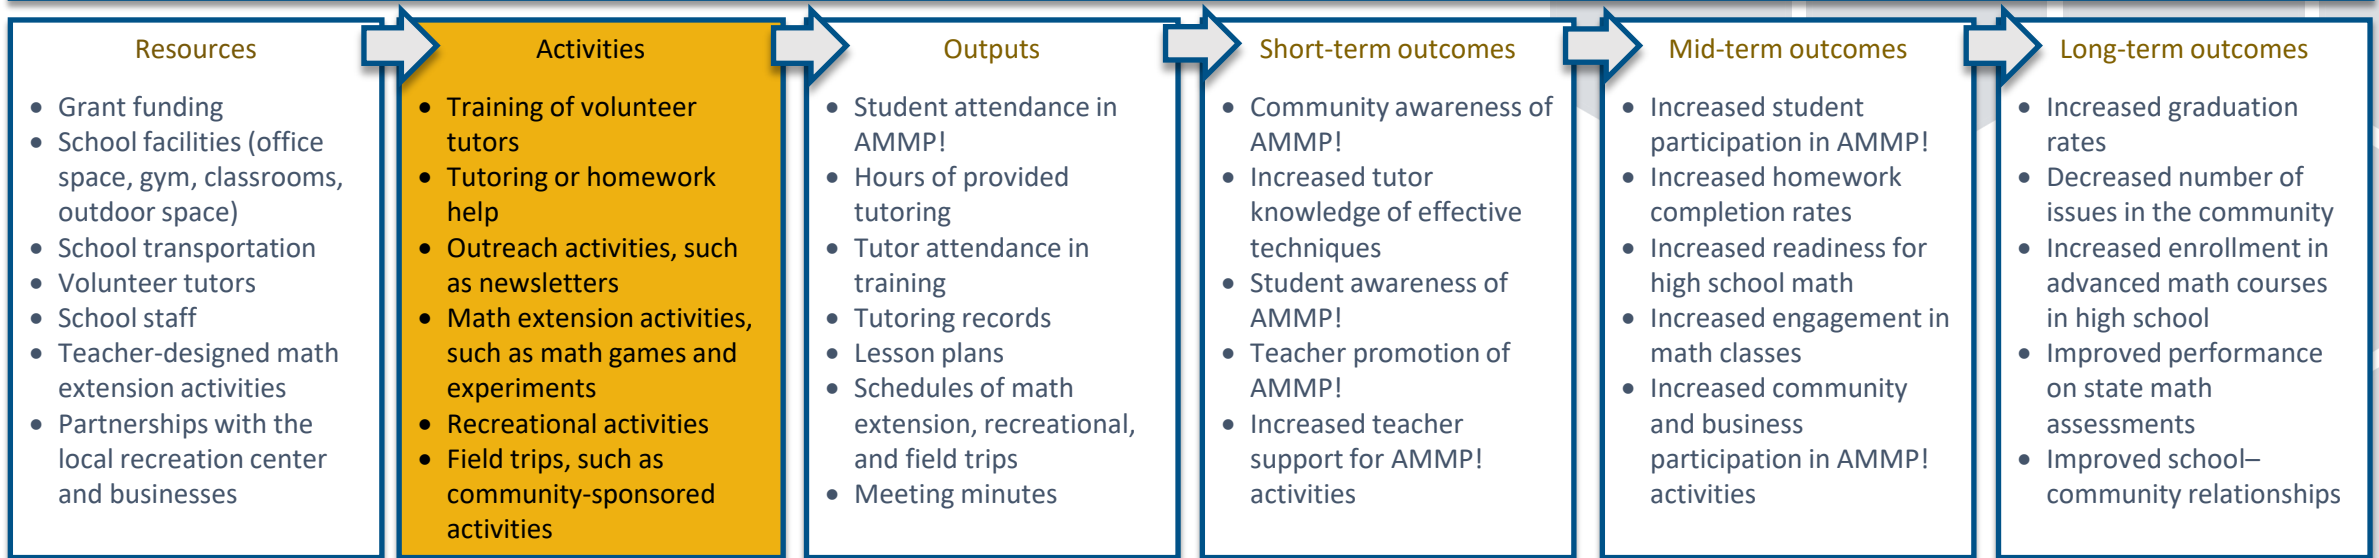 Resources
• Grant funding
• School facilities (office
space, gym, classrooms,
outdoor space)
• School transportation
• Volunteer tutors
• School staff
• Teacher-designed math
extension activities
• Partnerships with the
local recreation center
and businesses
Activities
• Training of volunteer
tutors
• Tutoring or homework
help
• Outreach activities, such
as newsletters
• Math extension activities,
such as math games and
experiments
• Recreational activities
• Field trips, such as
community-sponsored
activities
Outputs
• Student attendance in
AMMP!
• Hours of provided
tutoring
• Tutor attendance in
training
• Tutoring records
• Lesson plans
• Schedules of math
extension, recreational,
and field trips
• Meeting minutes
Short-term outcomes
• Community awareness of
AMMP!
• Increased tutor
knowledge of effective
techniques
• Student awareness of
AMMP!
• Teacher promotion of
AMMP!
• Increased teacher
support for AMMP!
activities
Mid-term outcomes
• Increased student
participation in AMMP!
• Increased homework
completion rates
• Increased readiness for
high school math
• Increased engagement in
math classes
• Increased community
and business
participation in AMMP!
activities
Long-term outcomes
• Increased graduation
rates
• Decreased number of
issues in the community
• Increased enrollment in
advanced math courses
in high school
• Improved performance
on state math
assessments
• Improved school–
community relationships